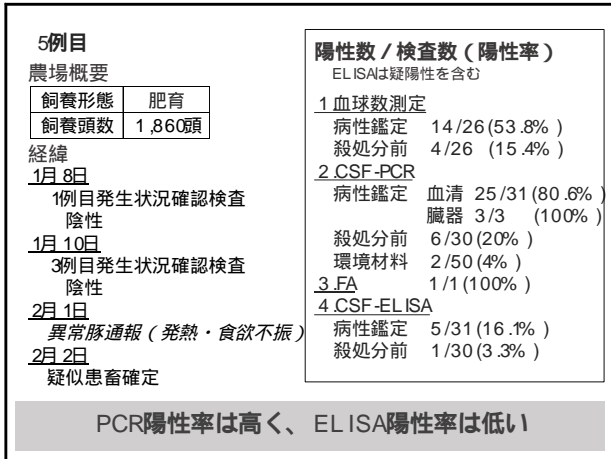 5例目
農場概要
飼養形態 肥育
飼養頭数 1,860頭
経緯
1月8日
1例目発生状況確認検査
陰性
1月10日
3例目発生状況確認検査
陰性
2月1日
異常豚通報(発熱・食欲不振)
2月2日
疑似患畜確定
陽性数/検査数(陽性率)
ELISAは疑陽性を含む
1.血球数測定
病性鑑定 14/26(53.8%)
殺処分前 4/26 (15.4%)
2.CSF-PCR
病性鑑定 血清 25/31(80.6%)
臓器 3/3 (100%)
殺処分前 6/30(20%)
環境材料 2/50(4%)
3.FA 1/1(100%)
4.CSF-ELISA
病性鑑定 5/31(16.1%)
殺処分前 1/30(3.3%)
PCR陽性率は高く、ELISA陽性率は低い